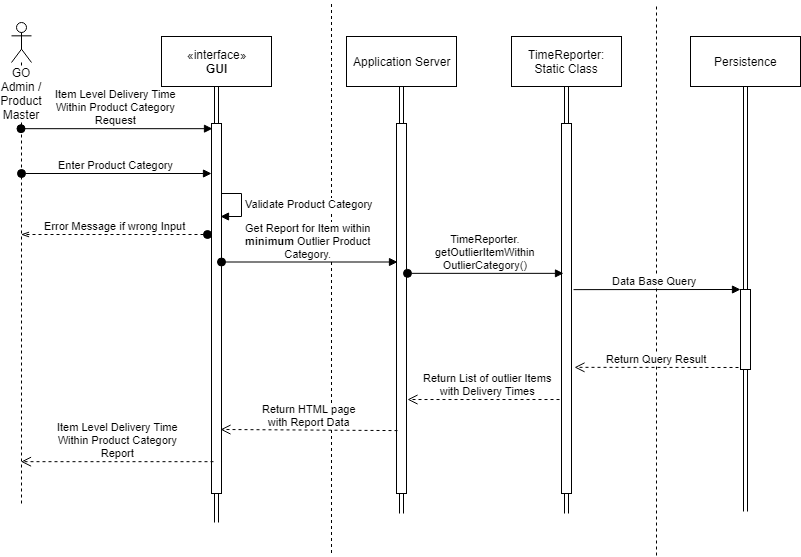 «interface»
GUI
Application Server
TimeReporter:
Static Class
Persistence
GO
Admin /
Product
Master
Item Level Delivery Time
Within Product Category
Request
Enter Product Category
Validate Product Category
Error Message if wrong Input
Get Report for Item within
minimum Outlier Product
Category.
TimeReporter.
getOutlierItemWithin
OutlierCategory()
Data Base Query
Return Query Result
Return List of outlier Items
with Delivery Times
Return HTML page
with Report Data
Item Level Delivery Time
Within Product Category
Report